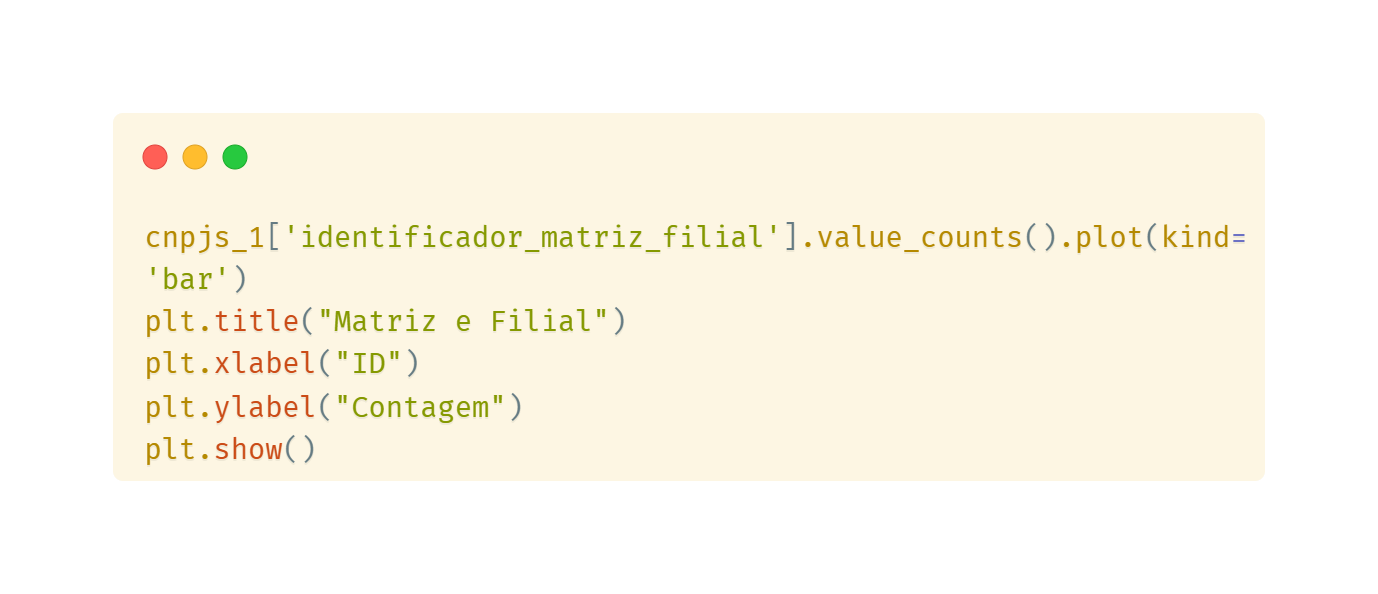 cnpjs_1['identificador_matriz_filial'].value_counts().plot(kind=
'bar')
plt.title("Matriz e Filial")
plt.xlabel("ID")
plt.ylabel("Contagem")
plt.show()